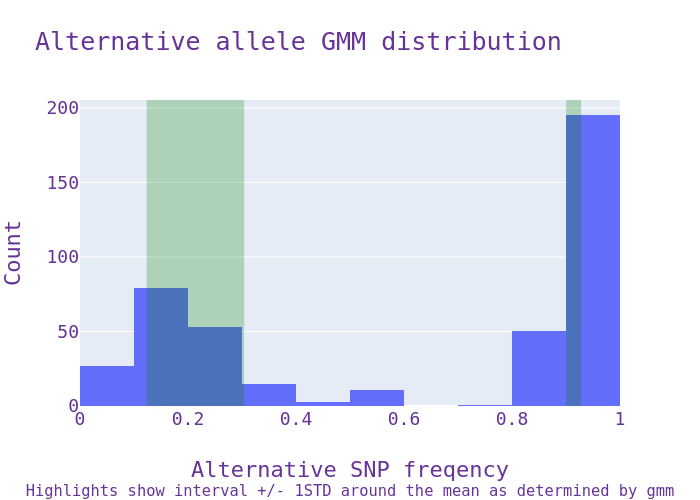 Alternative allele GMM distribution
200
150
100
50
0
Count
0 0.2 0.4 0.6 0.8 1
Alternative SNP freqency
Highlights show interval +/- 1STD around the mean as determined by gmm